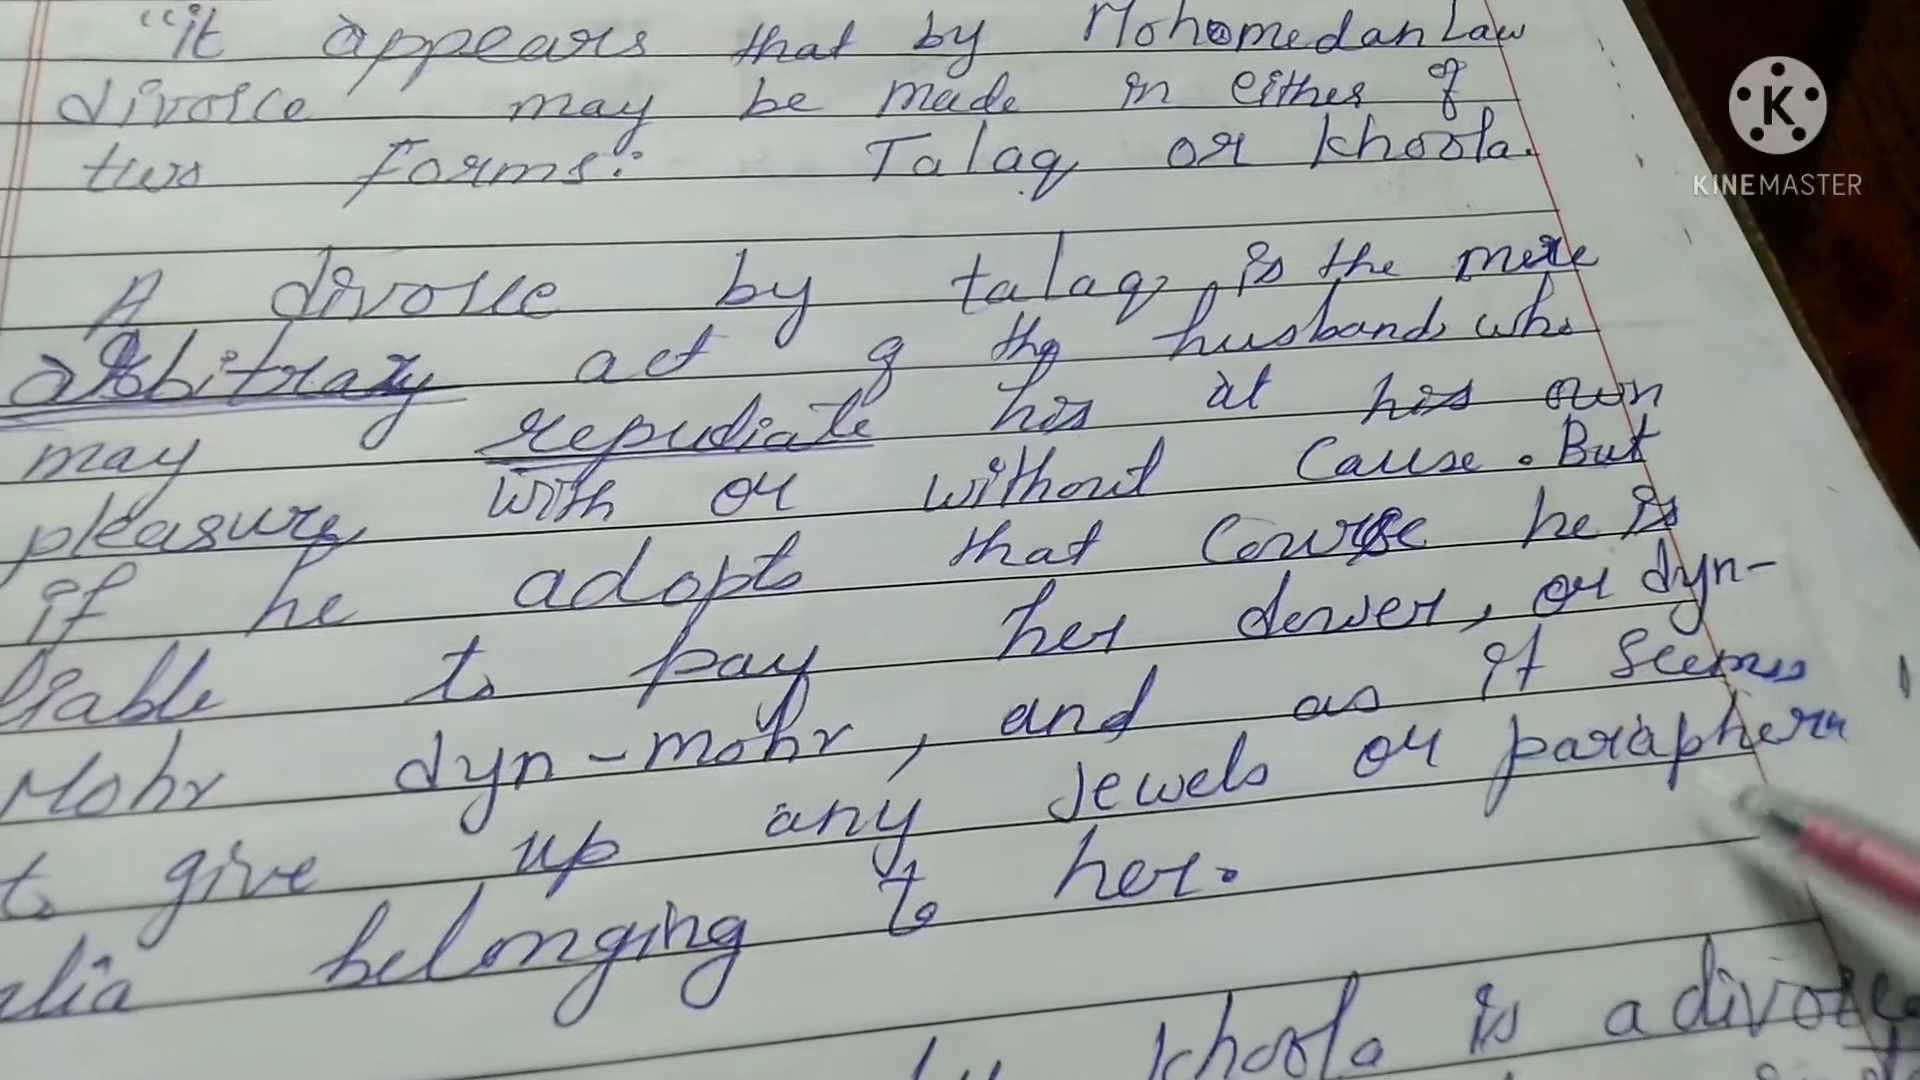 "it appears that by Mohomedan Law
divorce may be made in either of
two Forms: Talaq or Khoola.
A divorce by talaq, is the mere
arbitrary act of the husband, who
may repudiate his at his own
pleasure, with or without cause. But
if he adopts that course he is
liable to pay her dower, or dyn-
Mohr dyn-mohr, and as it seems
to give up any jewels or paraphern
alia belonging to her.
by Khoola is a divorce
K
KINEMASTER